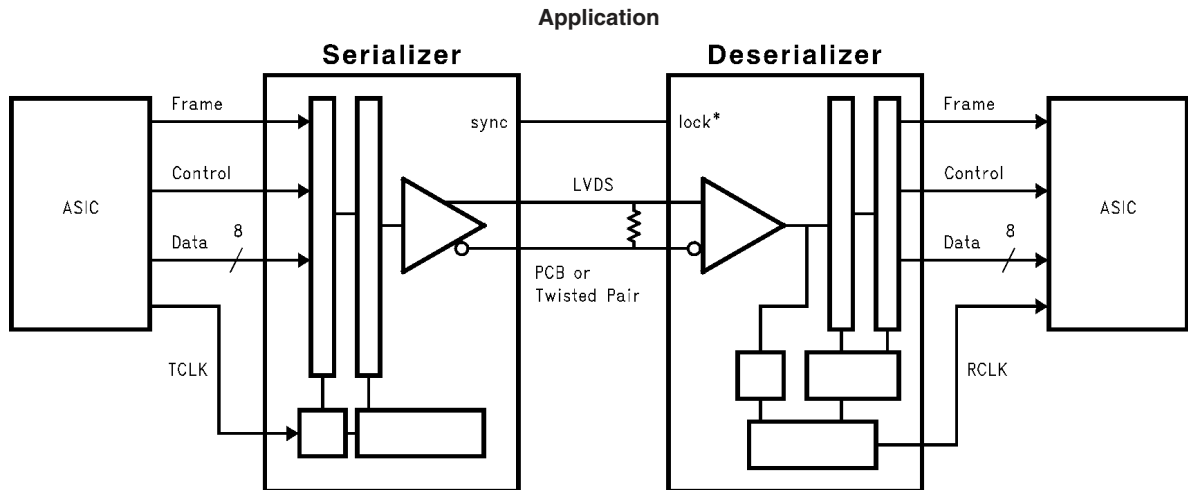 Application
Serializer
Deserializer
Frame
Control
Data
8
TCLK
ASIC
sync
lock*
LVDS
PCB or
Twisted Pair
Frame
Control
Data
8
RCLK
ASIC